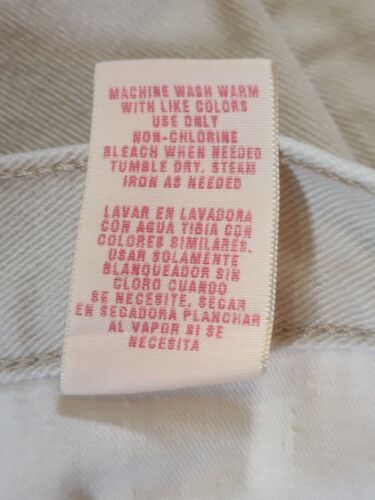 MACHINE WASH WARM
WITH LIKE COLORS
USE ONLY
NON-CHLORINE
BLEACH WHEN NEEDED
TUMBLE DRY. STEAM
IRON AS NEEDED
LAVAR EN LAVADORA
CON AGUA TIBIA CON
COLORES SIMILARES.
USAR SOLAMENTE
BLANQUEADOR SIN
CLORO CUANDO
SE NECESITE. SECAR
EN SECADORA PLANCHAR
AL VAPOR SI SE
NECESITA